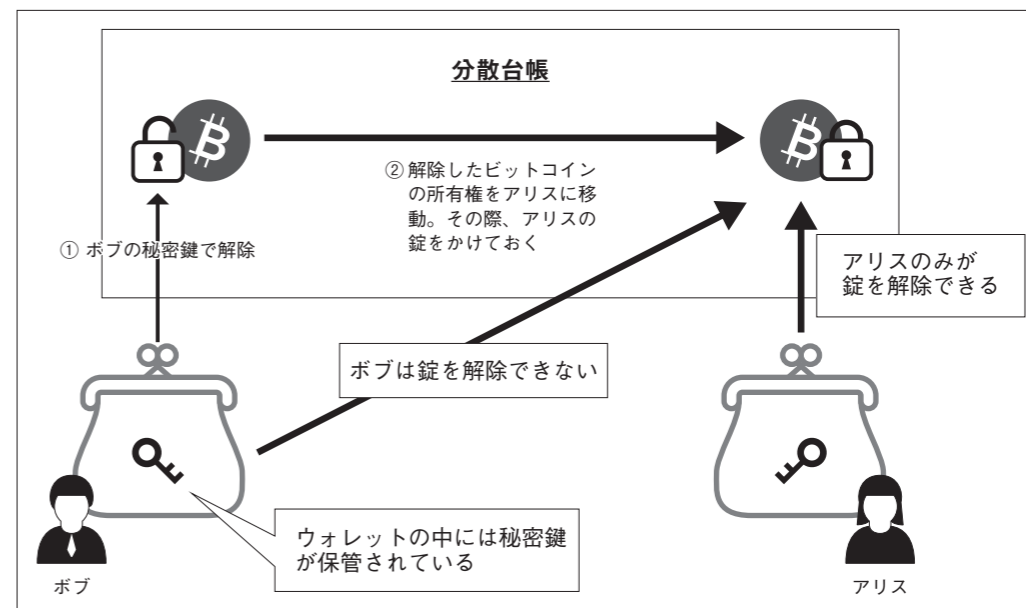 分散台帳
② 解除したビットコイン
の所有権をアリスに移
動。その際、アリスの
錠をかけておく
① ボブの秘密鍵で解除
アリスのみが
錠を解除できる
ボブは錠を解除できない
ウォレットの中には秘密鍵
が保管されている
ボブ
アリス